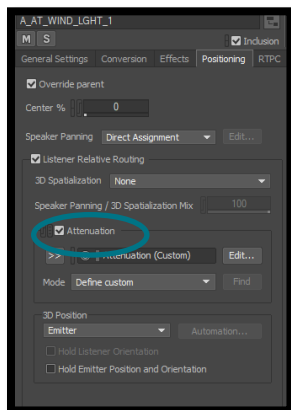 A_AT_WIND_LGHT_1
M S Inclusion
General Settings Conversion Effects Positioning RTPC
Override parent
Center % 0
Speaker Panning Direct Assignment Edit...
Listener Relative Routing
3D Spatialization None
Speaker Panning / 3D Spatialization Mix 100
Attenuation
>> Attenuation (Custom) Edit...
Mode Define custom Find
3D Position
Emitter Automation...
Hold Listener Orientation
Hold Emitter Position and Orientation